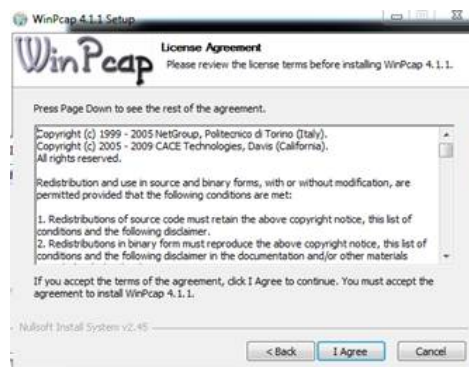 WinPcap 4.1.1 Setup
WinPcap
License Agreement
Please review the license terms before installing WinPcap 4.1.1.
Press Page Down to see the rest of the agreement.
Copyright (c) 1999 - 2005 NetGroup, Politecnico di Torino (Italy).
Copyright (c) 2005 - 2009 CACE Technologies, Davis (California).
All rights reserved.
Redistribution and use in source and binary forms, with or without modification, are
permitted provided that the following conditions are met:
1. Redistributions of source code must retain the above copyright notice, this list of
conditions and the following disclaimer.
2. Redistributions in binary form must reproduce the above copyright notice, this list of
conditions and the following disclaimer in the documentation and/or other materials
If you accept the terms of the agreement, click I Agree to continue. You must accept the
agreement to install WinPcap 4.1.1.
Nullsoft Install System v2.45
< Back
I Agree
Cancel